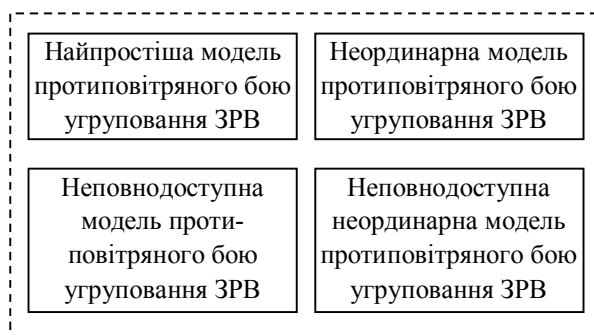 Найпростіша модель
протиповітряного бою
угруповання ЗРВ
Неординарна модель
протиповітряного бою
угруповання ЗРВ
Неповнодоступна
модель проти-
повітряного бою
угруповання ЗРВ
Неповнодоступна
неординарна модель
протиповітряного бою
угруповання ЗРВ